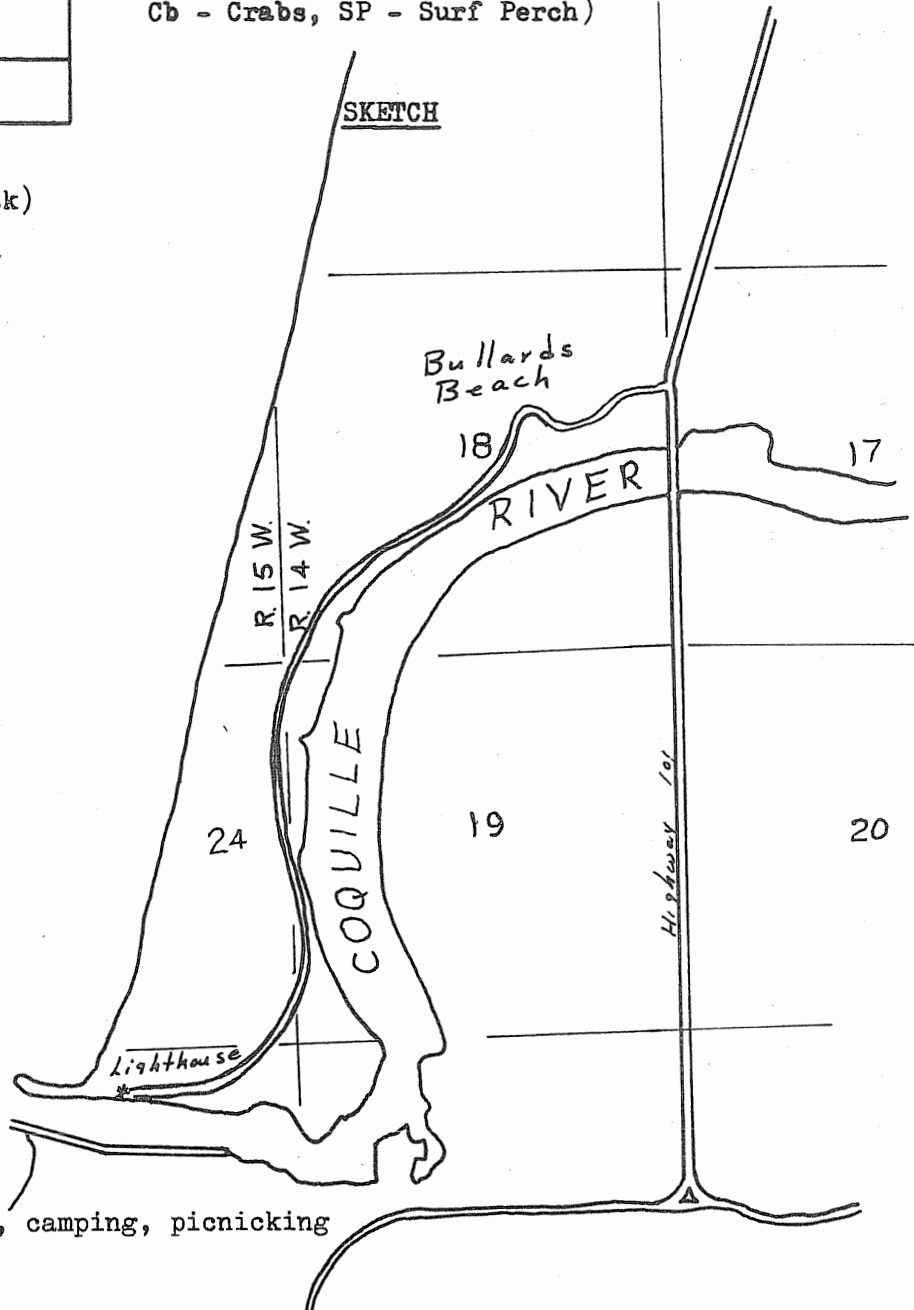 Cb - Crabs, SP - Surf Perch)
SKETCH
k)
Bullards
Beach
18
17
RIVER
R. 15 W.
R. 14 W.
COQUILLE
24
19
20
Highway 101
Lighthouse
, camping, picnicking